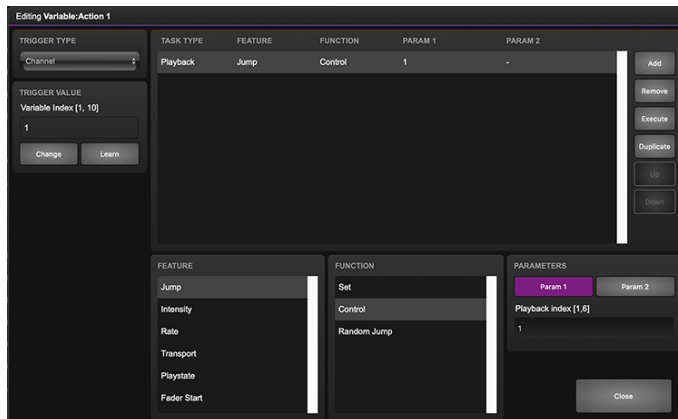 Editing Variable:Action 1
TRIGGER TYPE
Channel
TRIGGER VALUE
Variable Index [1, 10]
1
Change Learn
TASK TYPE FEATURE FUNCTION PARAM 1 PARAM 2
Playback Jump Control 1 -
Add
Remove
Execute
Duplicate
Up
Down
FEATURE
Jump
Intensity
Rate
Transport
Playstate
Fader Start
FUNCTION
Set
Control
Random Jump
PARAMETERS
Param 1 Param 2
Playback index [1,6]
1
Close